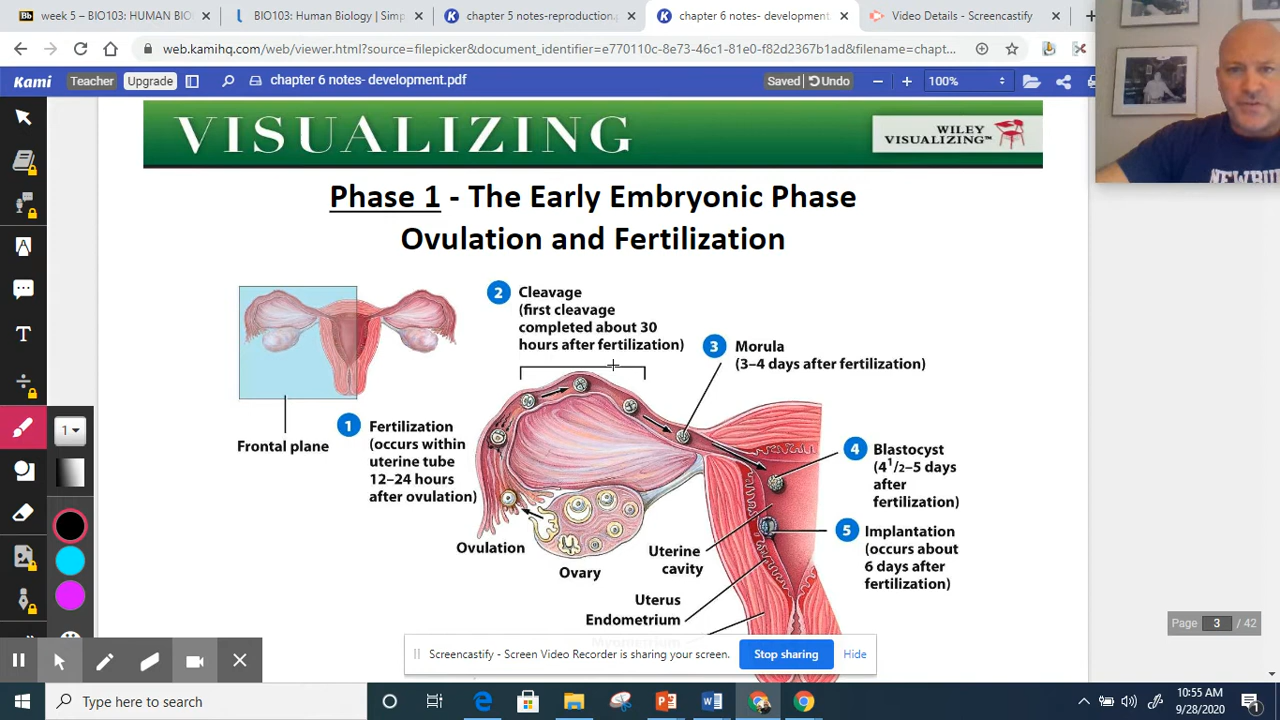 Bb week 5 – BIO103: HUMAN BIO
BIO103: Human Biology | Simp
chapter 5 notes-reproduction.
chapter 6 notes- development
Video Details - Screencastify
web.kamihq.com/web/viewer.html?source=filepicker&document_identifier=e770110c-8e73-46c1-81e0-f82d2367b1ad&filename=chapt...
Kami Teacher Upgrade chapter 6 notes- development.pdf Saved Undo 100%
VISUALIZING
WILEY
VISUALIZING™
Phase 1 - The Early Embryonic Phase
Ovulation and Fertilization
2 Cleavage
(first cleavage
completed about 30
hours after fertilization)
3 Morula
(3–4 days after fertilization)
1 Fertilization
(occurs within
uterine tube
12–24 hours
after ovulation)
Frontal plane
4 Blastocyst
(4 1/2–5 days
after
fertilization)
5 Implantation
(occurs about
6 days after
fertilization)
Ovulation
Ovary
Uterine
cavity
Uterus
Endometrium
Page 3 / 42
T
1
NEWBU
Screencastify - Screen Video Recorder is sharing your screen. Stop sharing Hide
Type here to search
10:55 AM
9/28/2020
1